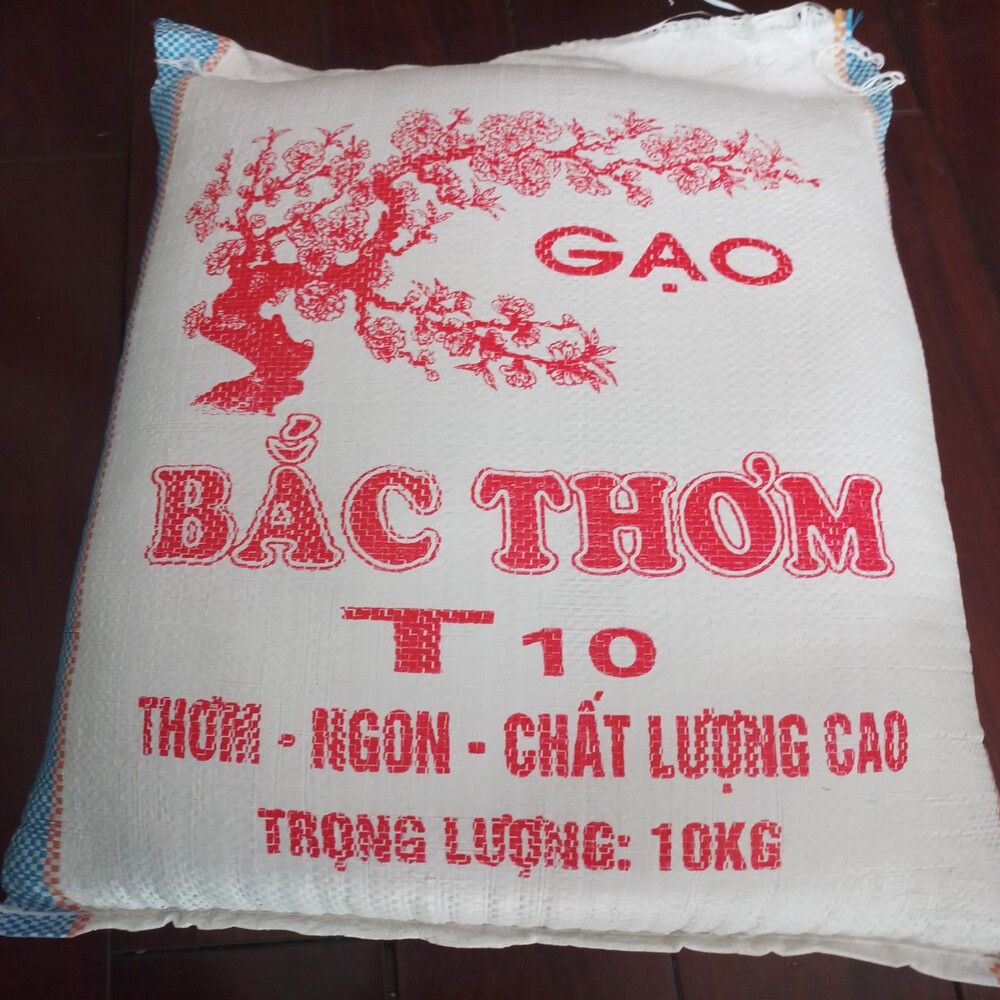 GẠO
BẮC THƠM
T 10
THƠM - NGON - CHẤT LƯỢNG CAO
TRỌNG LƯỢNG: 10KG